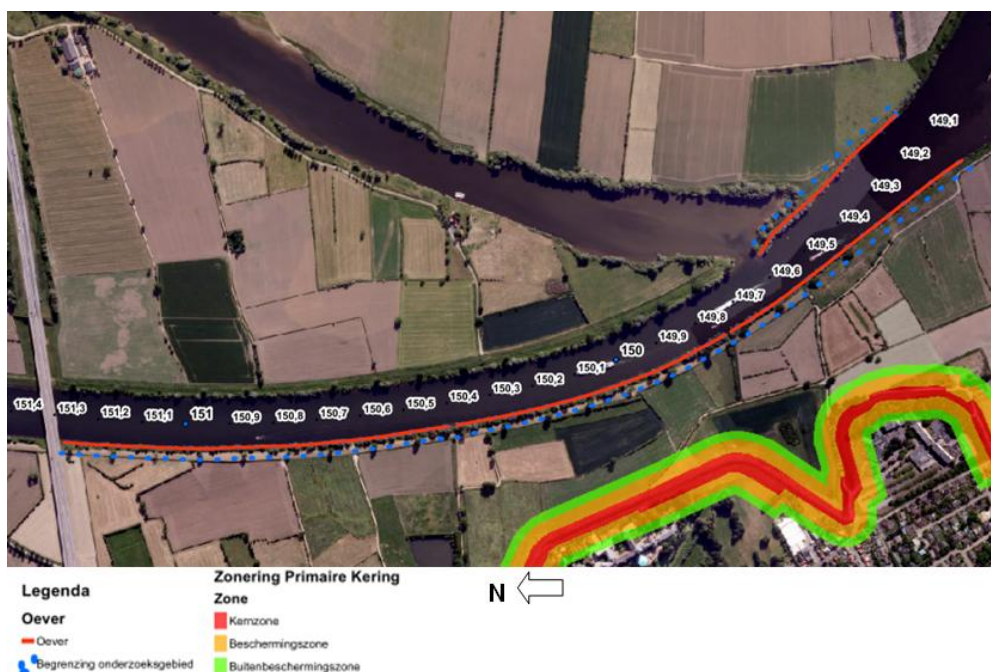 149,1
149,2
149,3
149,4
149,5
149,6
149,7
149,8
149,9
150
150,1
150,2
150,3
150,4
150,5
150,6
150,7
150,8
150,9
151
151,1
151,2
151,3
151,4
Legenda
Oever
Oever
Begrenzing onderzoeksgebied
Zonering Primaire Kering
Zone
Kernzone
Beschermingszone
Buitenbeschermingszone
N